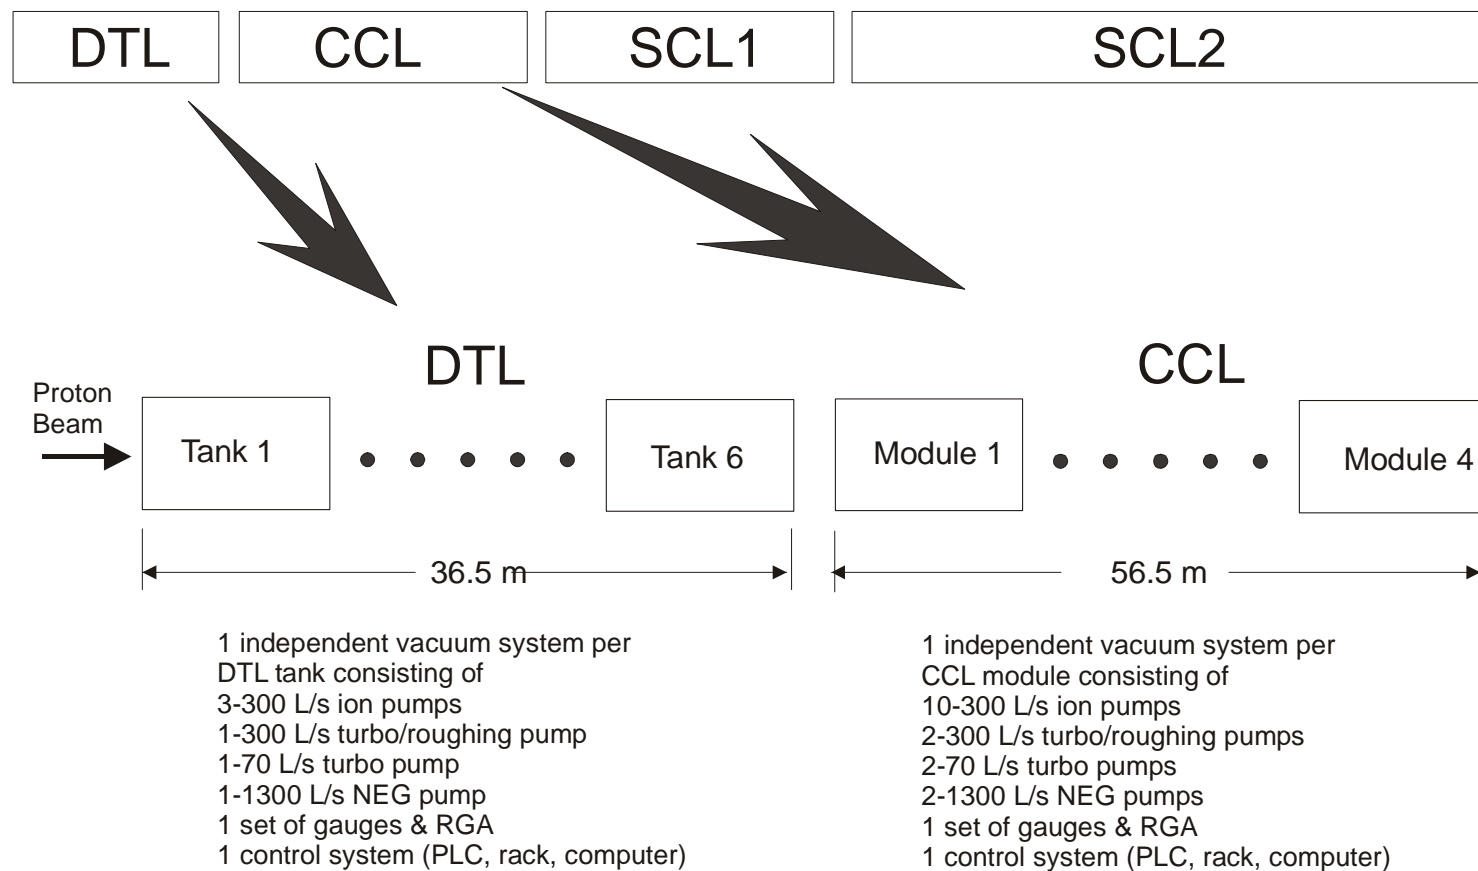 DTL
CCL
SCL1
SCL2
DTL
CCL
Proton
Beam
Tank 1
Tank 6
Module 1
Module 4
36.5 m
56.5 m
1 independent vacuum system per
DTL tank consisting of
3-300 L/s ion pumps
1-300 L/s turbo/roughing pump
1-70 L/s turbo pump
1-1300 L/s NEG pump
1 set of gauges & RGA
1 control system (PLC, rack, computer)
1 independent vacuum system per
CCL module consisting of
10-300 L/s ion pumps
2-300 L/s turbo/roughing pumps
2-70 L/s turbo pumps
2-1300 L/s NEG pumps
1 set of gauges & RGA
1 control system (PLC, rack, computer)